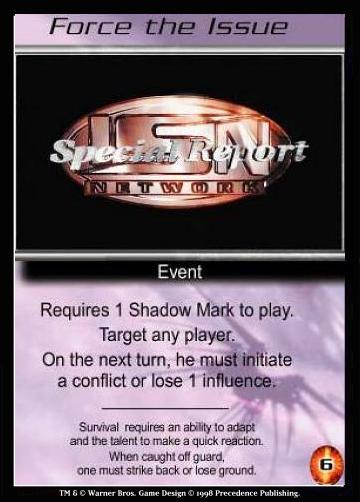 Force the Issue
ISN
Special Report
NETWORK
Event
Requires 1 Shadow Mark to play.
Target any player.
On the next turn, he must initiate
a conflict or lose 1 influence.
Survival requires an ability to adapt
and the talent to make a quick reaction.
When caught off guard,
one must strike back or lose ground.
6
TM & © Warner Bros. Game Design © 1998 Precedence Publishing.